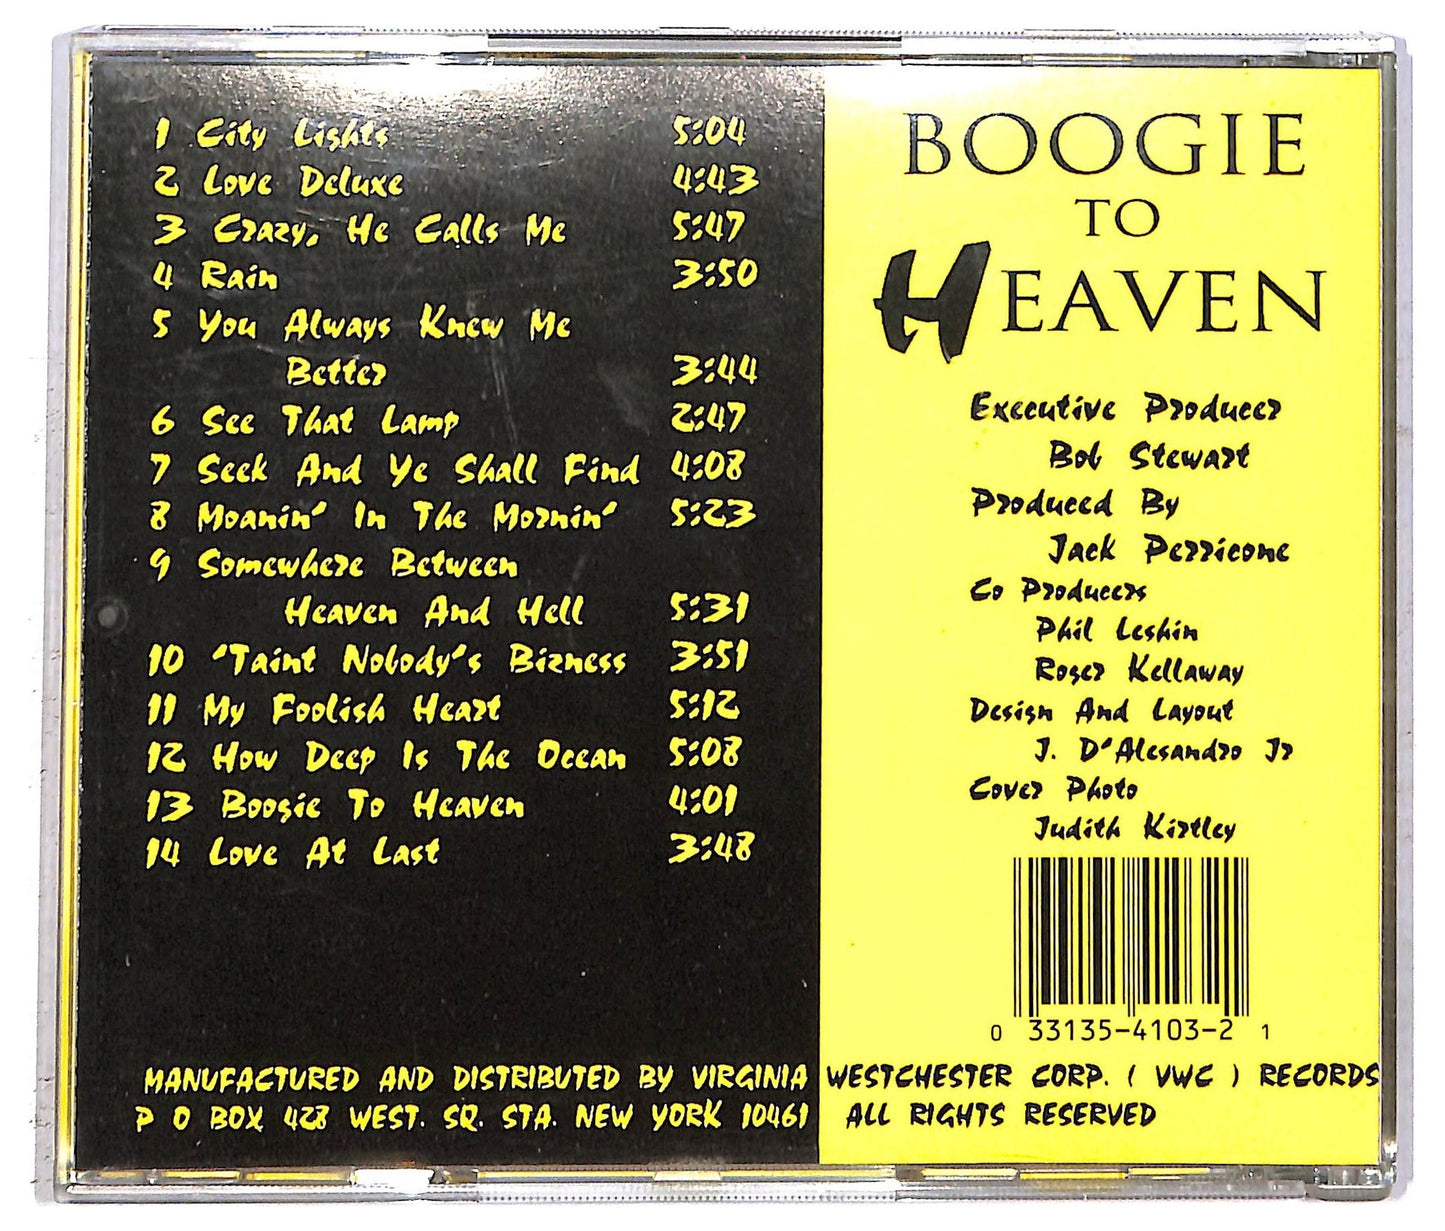 1 City Lights 5:04
2 Love Deluxe 4:43
3 Crazy, He Calls Me 5:47
4 Rain 3:50
5 You Always Knew Me
Better 3:44
6 See That Lamp 2:47
7 Seek And Ye Shall Find 4:08
8 Moanin' In The Mornin' 5:23
9 Somewhere Between
Heaven And Hell 5:31
10 'Taint Nobody's Bizness 3:51
11 My Foolish Heart 5:12
12 How Deep Is The Ocean 5:08
13 Boogie To Heaven 4:01
14 Love At Last 3:48
BOOGIE
TO
HEAVEN
Executive Producer
Bob Stewart
Produced By
Jack Perricone
Co Producers
Phil Leshin
Roger Kellaway
Design And Layout
J. D'Alesandro Jr
Cover Photo
Judith Kirtley
0 33135-4103-2 1
MANUFACTURED AND DISTRIBUTED BY VIRGINIA WESTCHESTER CORP. ( VWC ) RECORDS
P O BOX 428 WEST. SQ. STA. NEW YORK 10461 ALL RIGHTS RESERVED